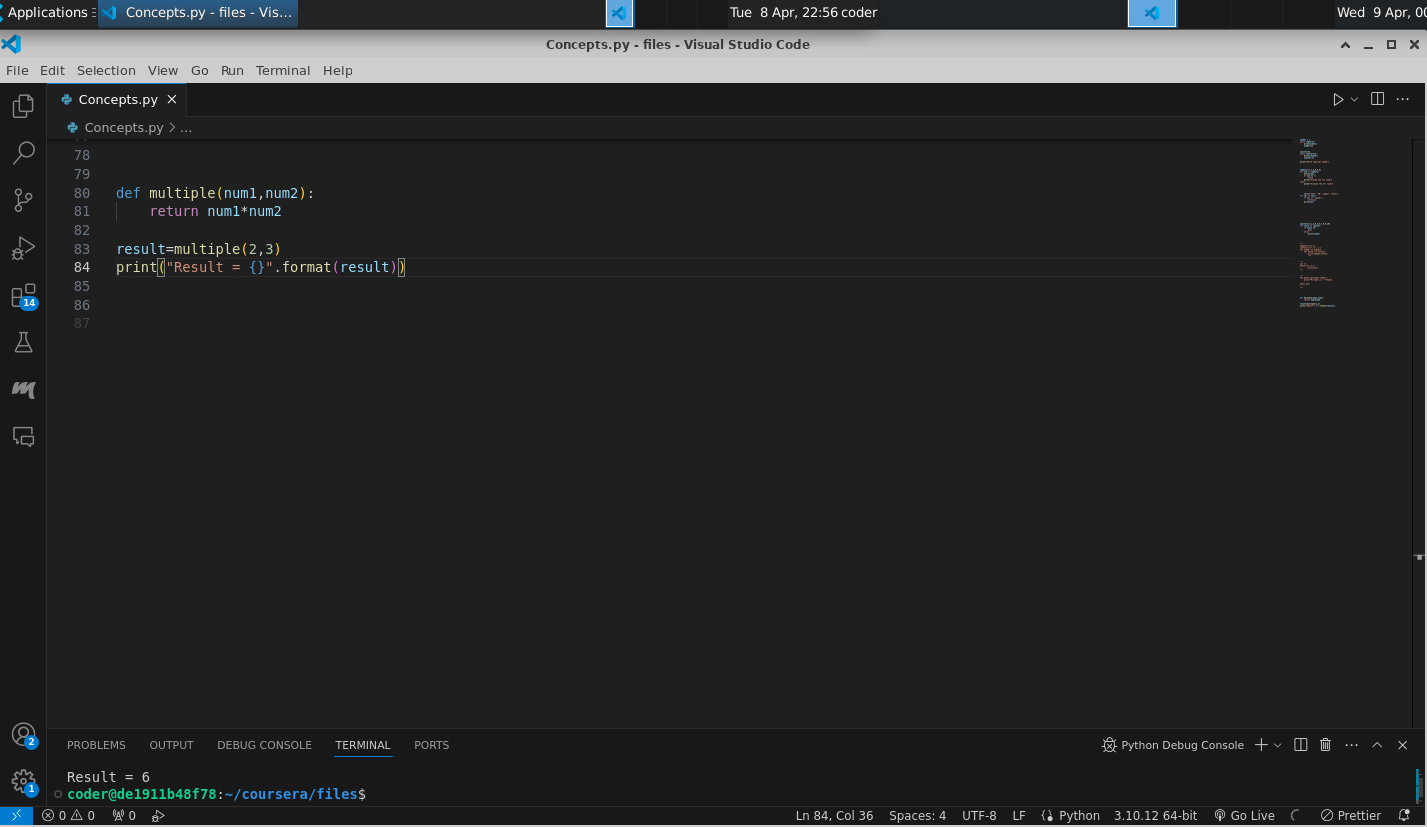 Applications Concepts.py - files - Vis... Tue 8 Apr, 22:56 coder Wed 9 Apr, 00
Concepts.py - files - Visual Studio Code
File Edit Selection View Go Run Terminal Help
Concepts.py
Concepts.py > ...
78
79
80 def multiple(num1,num2):
81 return num1*num2
82
83 result=multiple(2,3)
84 print("Result = {}".format(result))
85
86
87
14
2
1
PROBLEMS OUTPUT DEBUG CONSOLE TERMINAL PORTS Python Debug Console
Result = 6
coder@de1911b48f78:~/coursera/files$
0 0 0 Ln 84, Col 36 Spaces: 4 UTF-8 LF Python 3.10.12 64-bit Go Live Prettier